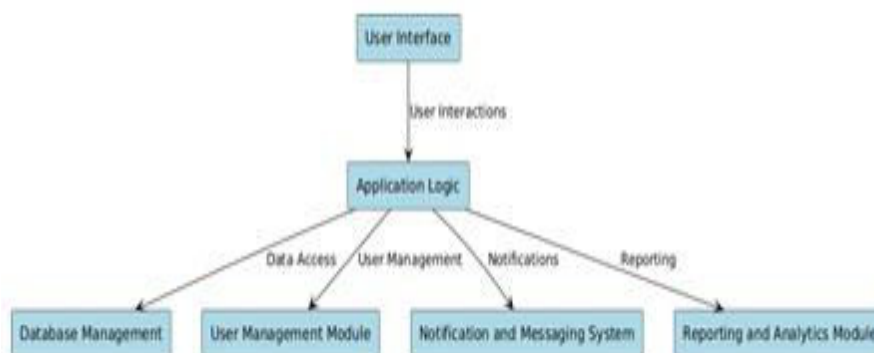 User Interface
User Interactions
Application Logic
Data Access
User Management
Notifications
Reporting
Database Management
User Management Module
Notification and Messaging System
Reporting and Analytics Module